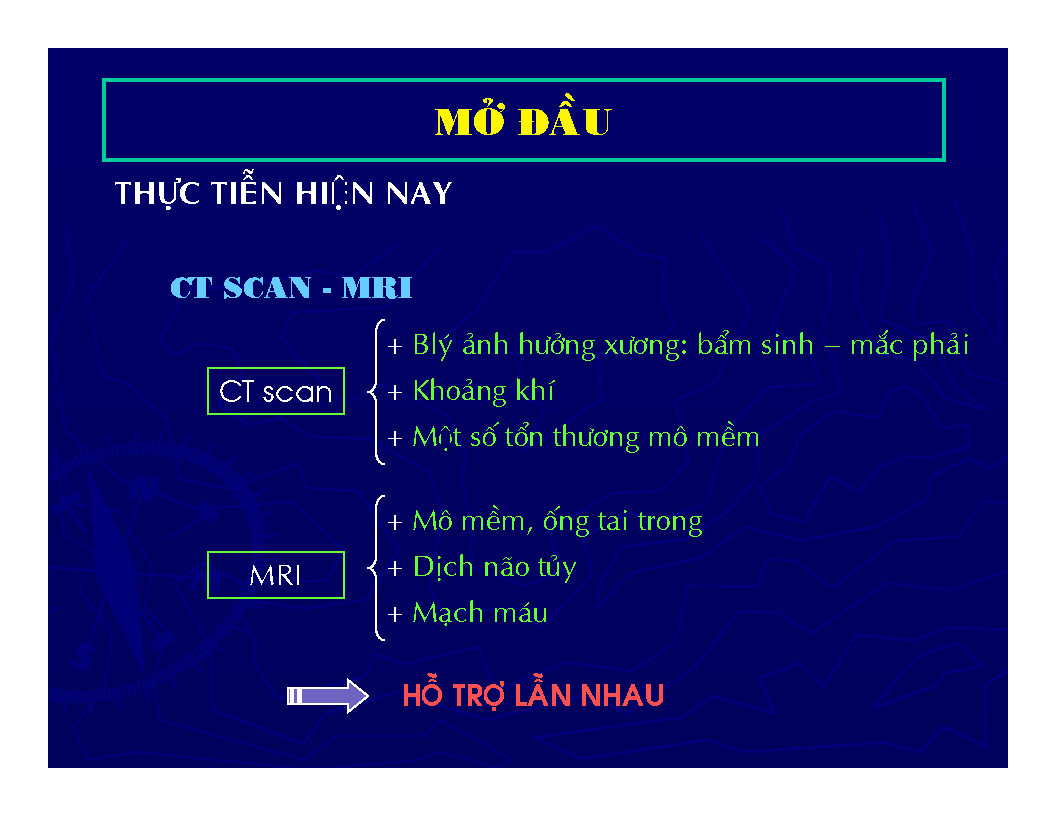 MỞ ĐẦU
THỰC TIỄN HIỆN NAY
CT SCAN - MRI
CT scan
+ Blý ảnh hưởng xương: bẩm sinh – mắc phải
+ Khoảng khí
+ Một số tổn thương mô mềm
MRI
+ Mô mềm, ống tai trong
+ Dịch não tủy
+ Mạch máu
HỖ TRỢ LẪN NHAU
N
S